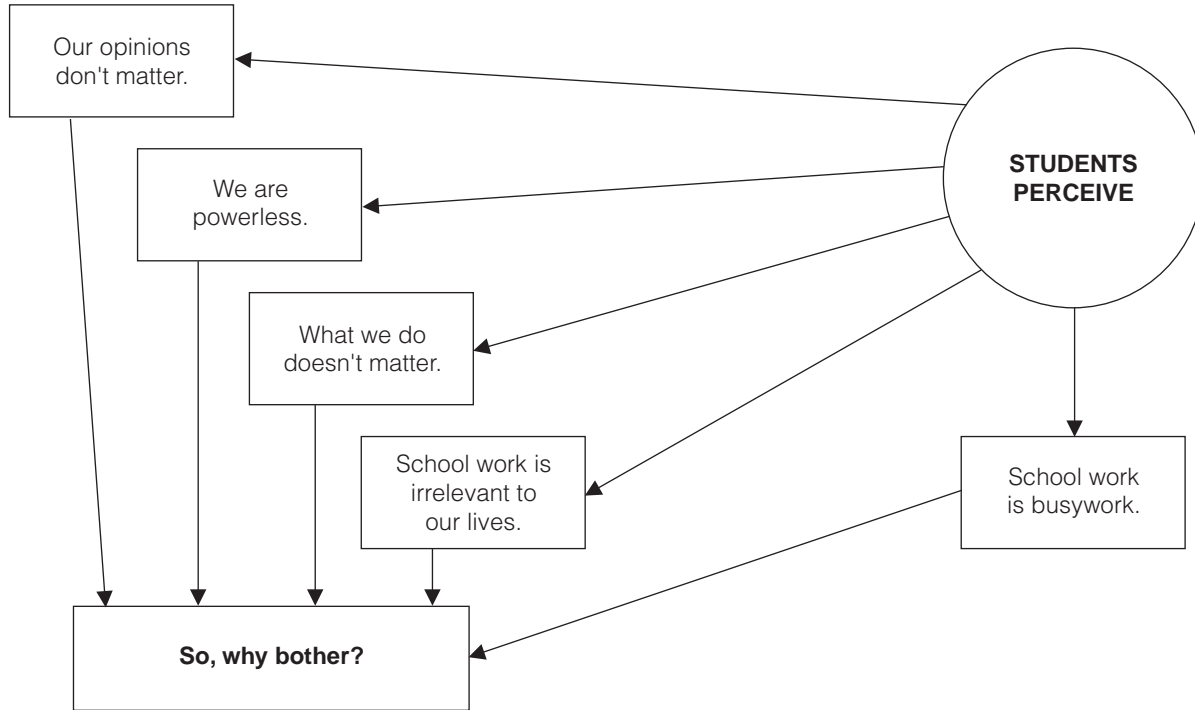 Our opinions
don't matter.
STUDENTS
PERCEIVE
We are
powerless.
What we do
doesn't matter.
School work is
irrelevant to
our lives.
School work
is busywork.
So, why bother?